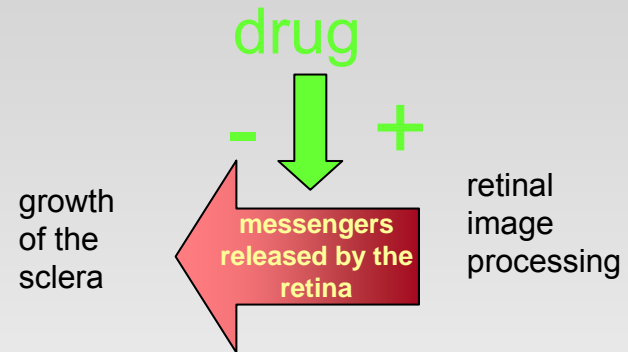 drug
- +
growth
of the
sclera
messengers
released by the
retina
retinal
image
processing